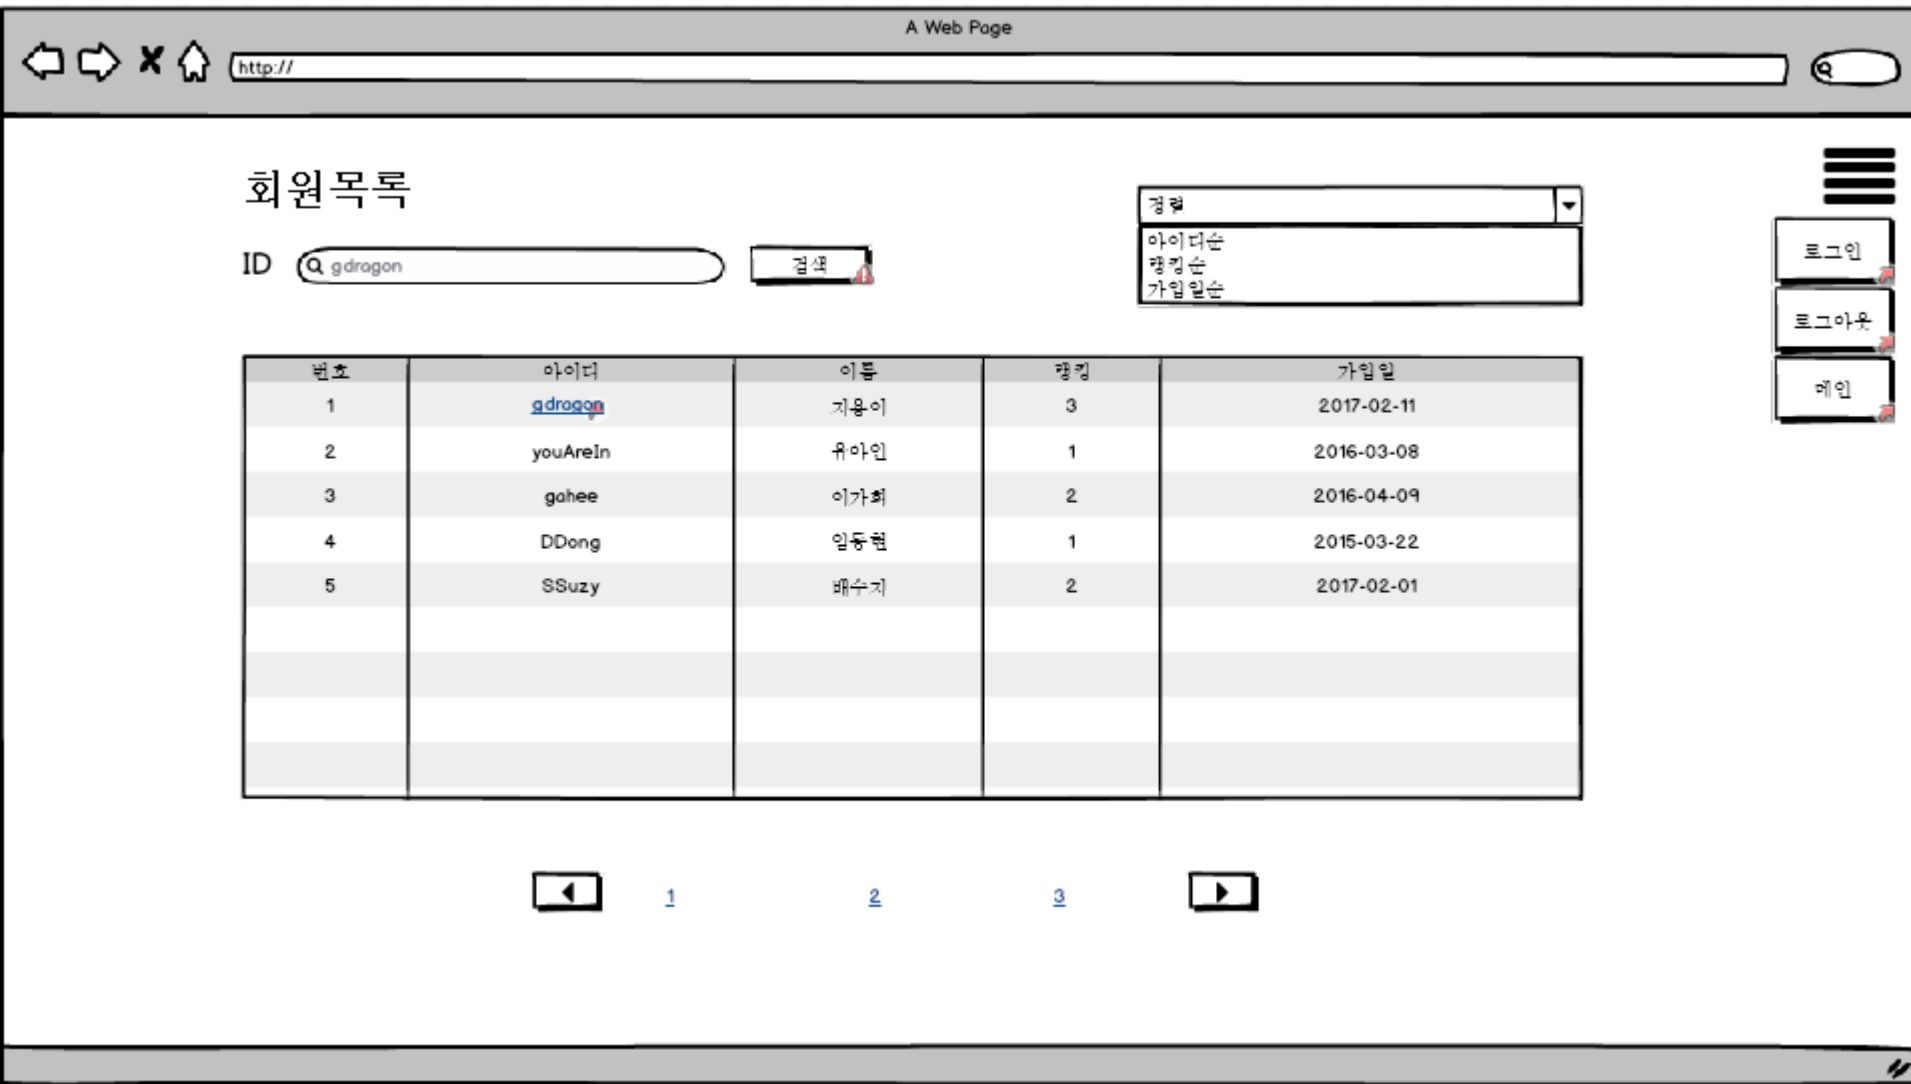 A Web Page
http://
회원목록
정렬
아이디순
랭킹순
가입일순
ID gdragon 검색
로그인
로그아웃
메인
번호 아이디 이름 랭킹 가입일
1 gdragon 지용이 3 2017-02-11
2 youAreIn 유아인 1 2016-03-08
3 gahee 이가희 2 2016-04-09
4 DDong 임동현 1 2015-03-22
5 SSuzy 배수지 2 2017-02-01
1 2 3